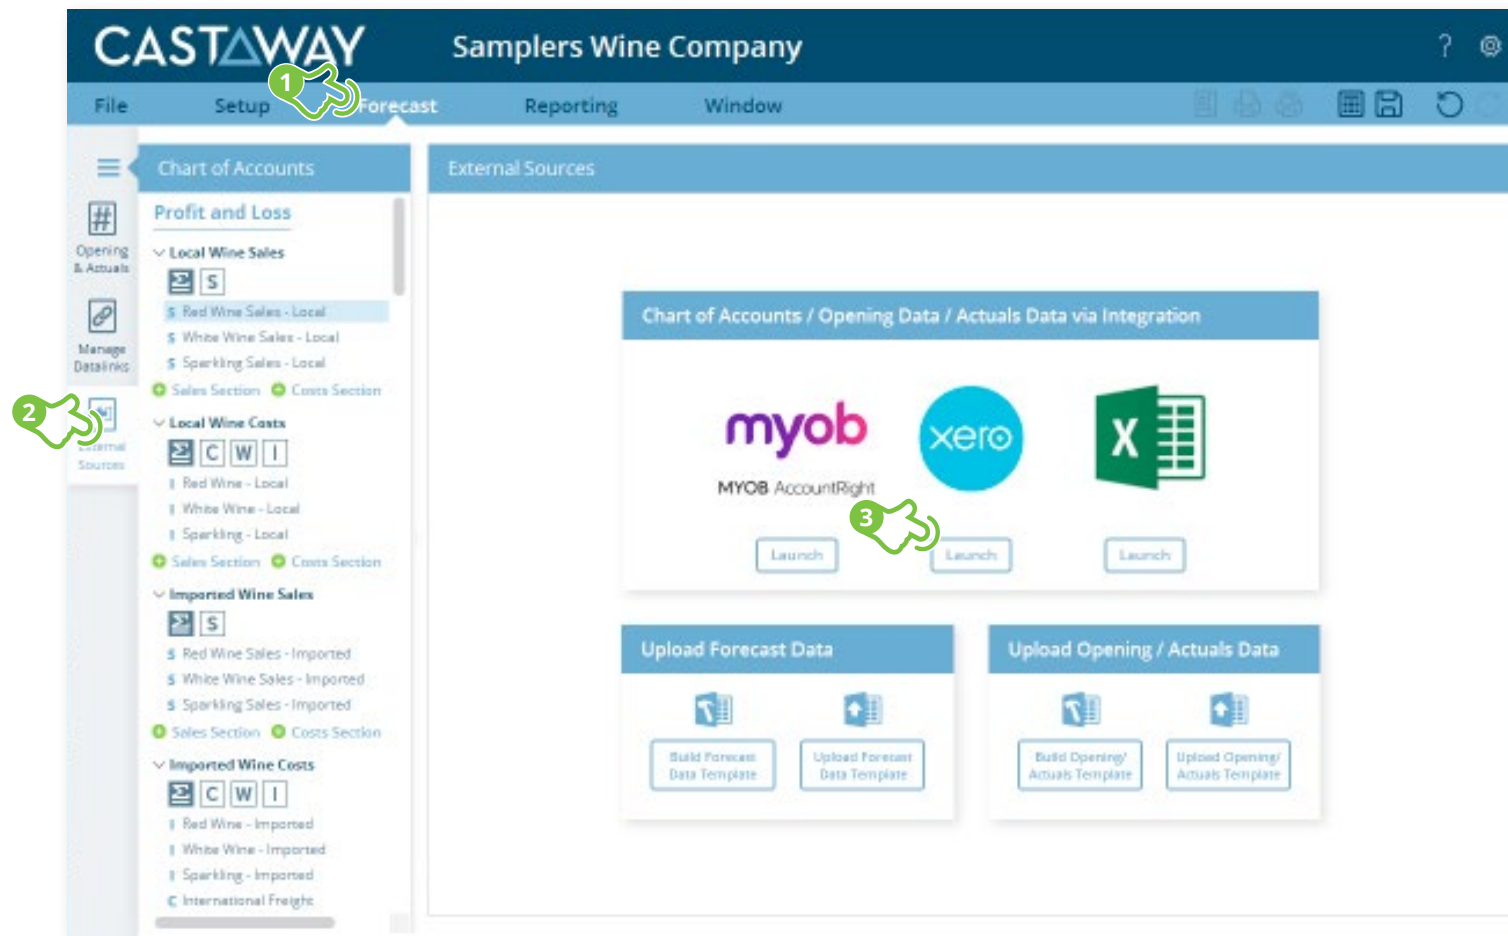 CASTAWAY
Samplers Wine Company
?
1
File
Setup
Forecast
Reporting
Window
Chart of Accounts
External Sources
#
Opening
& Actuals
Manage
Datalinks
2
External
Sources
Profit and Loss
Local Wine Sales
S
S Red Wine Sales - Local
S White Wine Sales - Local
S Sparkling Sales - Local
Sales Section Costs Section
Local Wine Costs
C W I
I Red Wine - Local
I White Wine - Local
I Sparkling - Local
Sales Section Costs Section
Imported Wine Sales
S
S Red Wine Sales - Imported
S White Wine Sales - Imported
S Sparkling Sales - Imported
Sales Section Costs Section
Imported Wine Costs
C W I
I Red Wine - Imported
I White Wine - Imported
I Sparkling - Imported
C International Freight
Chart of Accounts / Opening Data / Actuals Data via Integration
myob
MYOB AccountRight
xero
X
3
Launch
Launch
Launch
Upload Forecast Data
Build Forecast
Data Template
Upload Forecast
Data Template
Upload Opening / Actuals Data
Build Opening/
Actuals Template
Upload Opening/
Actuals Template